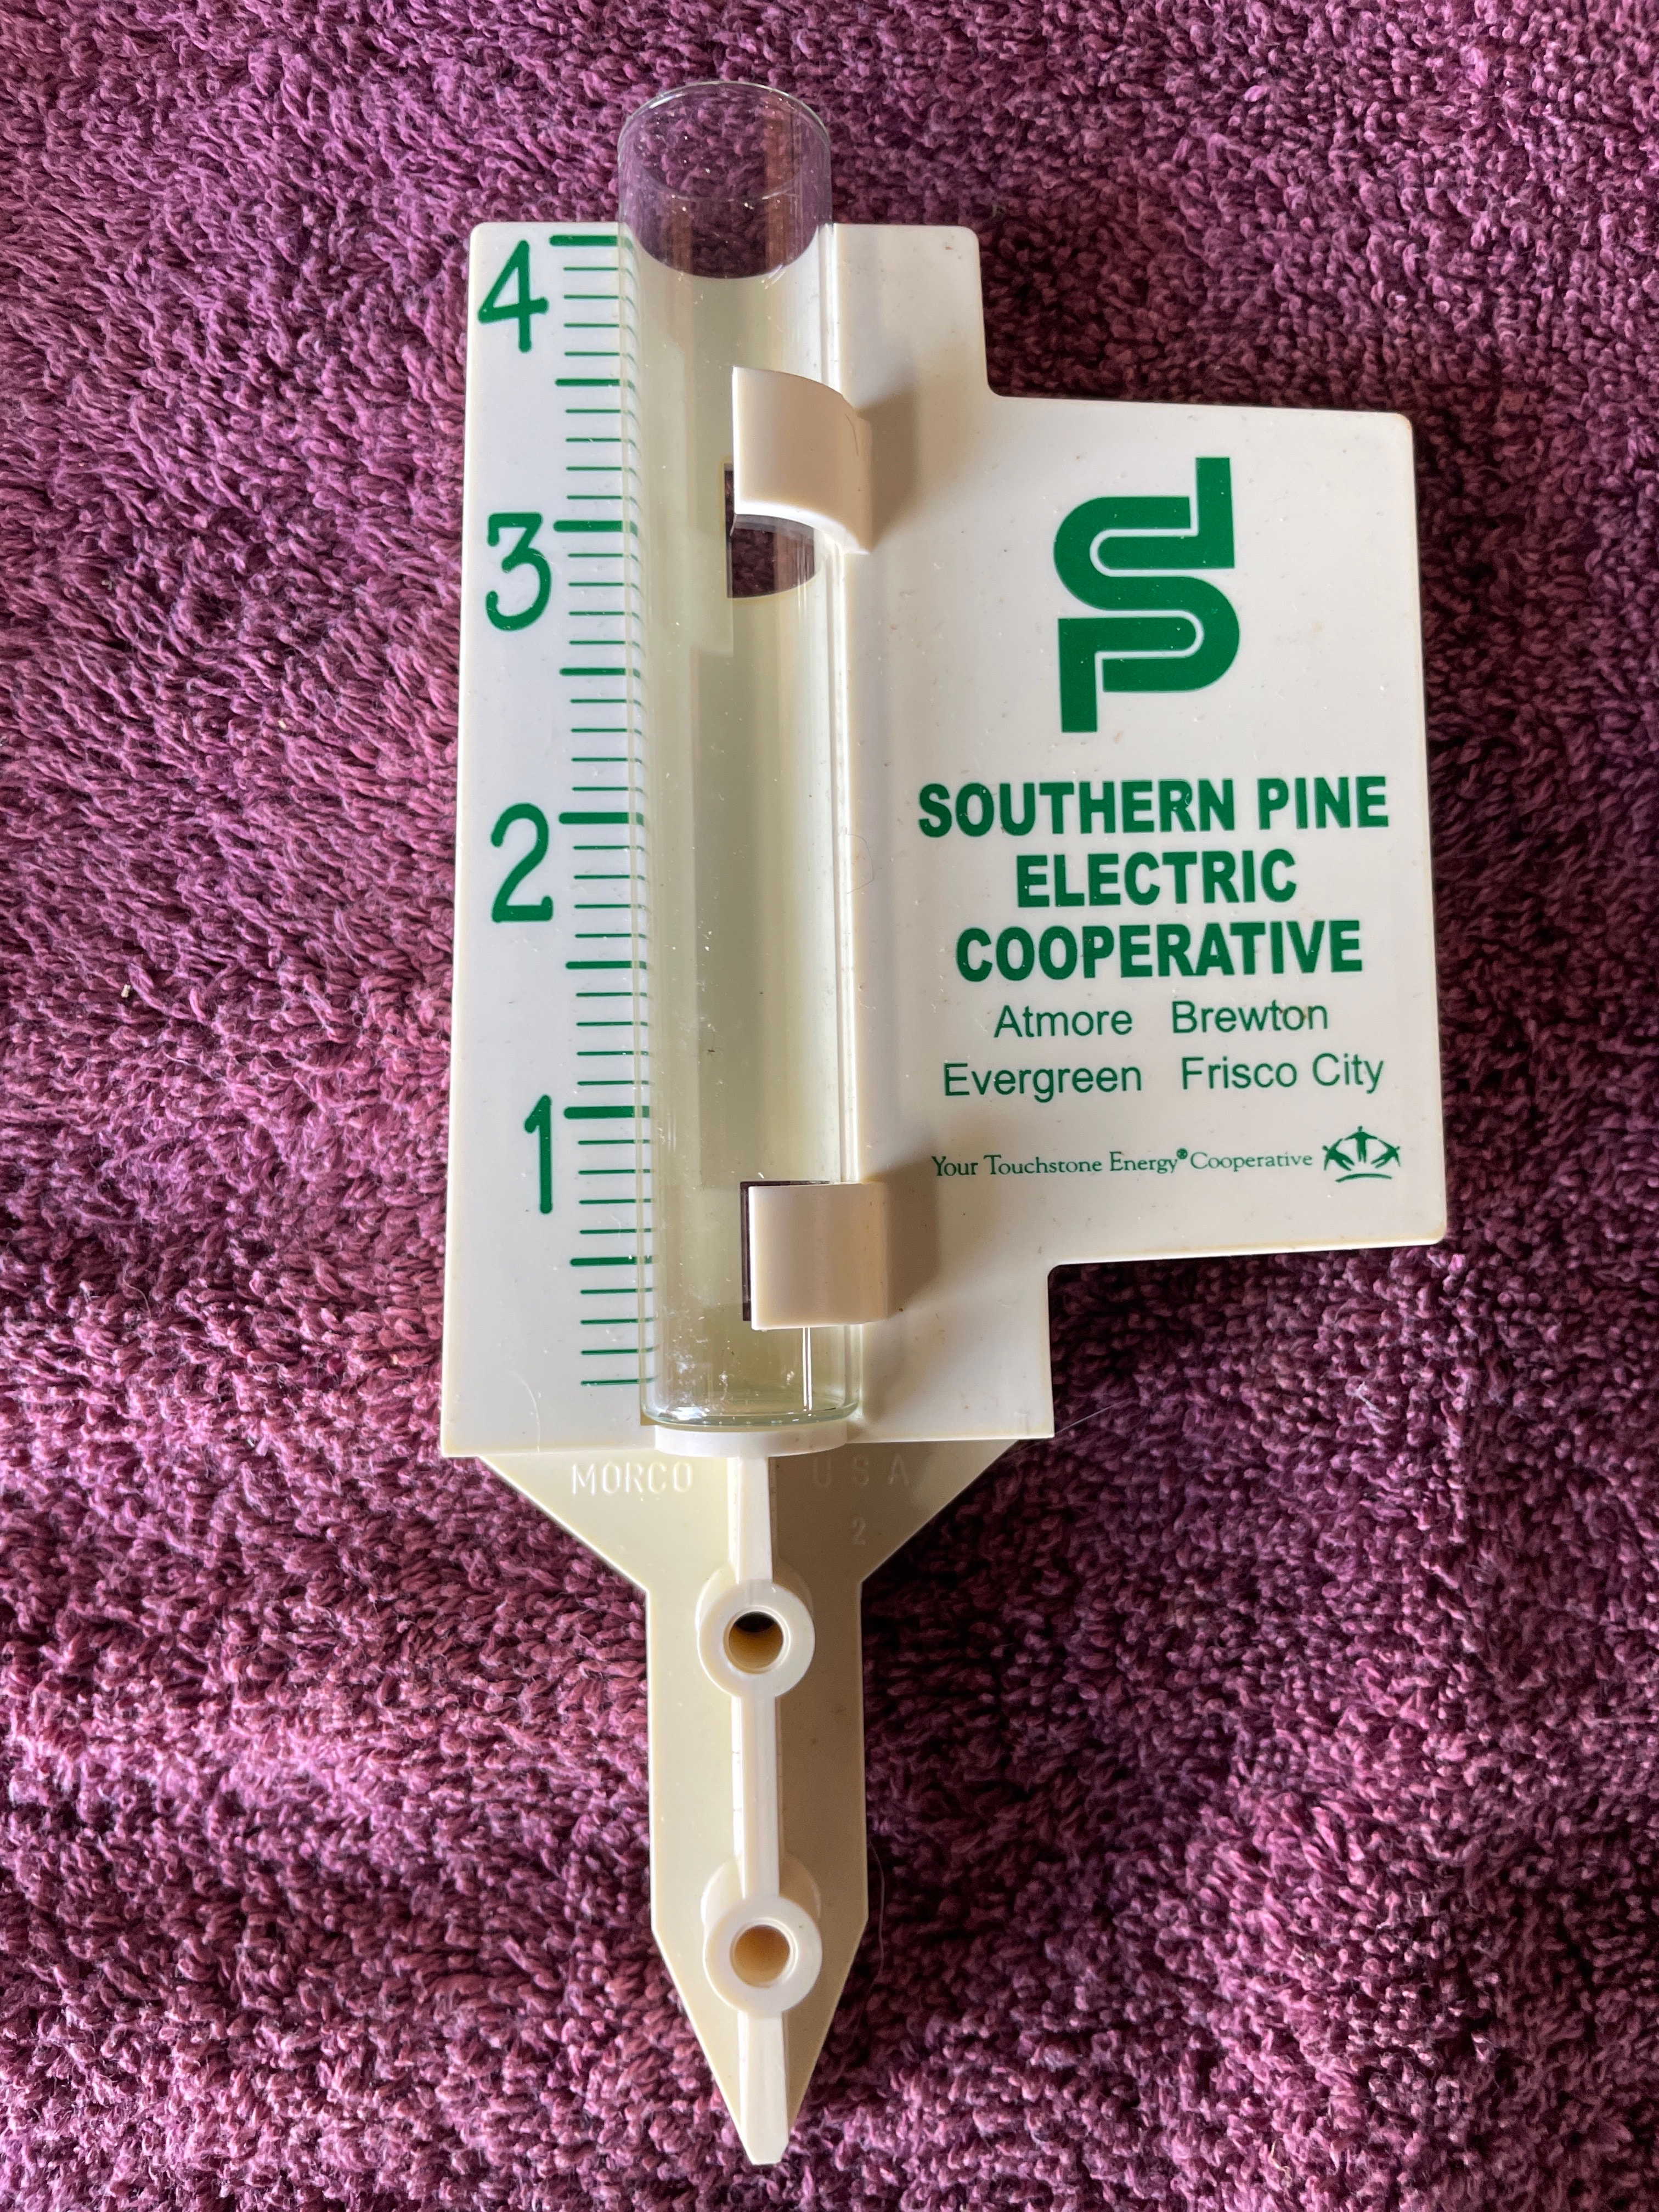 4
3
2
1
SP
SOUTHERN PINE
ELECTRIC
COOPERATIVE
Atmore Brewton
Evergreen Frisco City
Your Touchstone Energy® Cooperative
MORCO USA
2